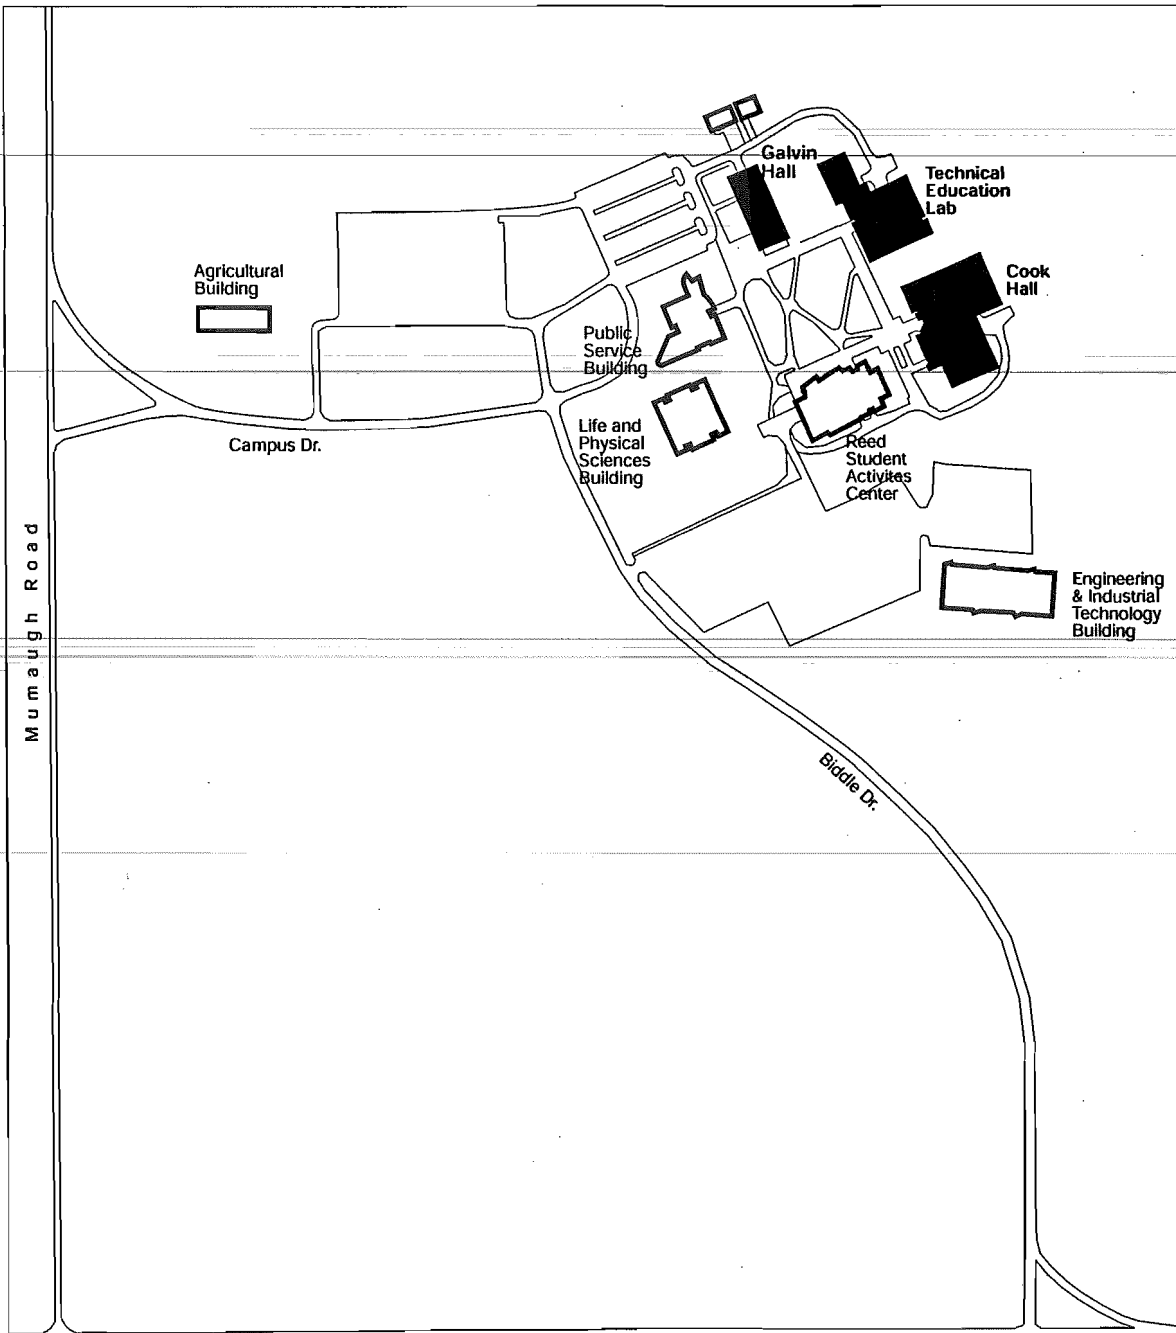 Galvin
Hall
Technical
Education
Lab
Agricultural
Building
Cook
Hall
Public
Service
Building
Life and
Physical
Sciences
Building
Campus Dr.
Reed
Student
Activites
Center
Mumaugh Road
Engineering
& Industrial
Technology
Building
Biddle Dr.